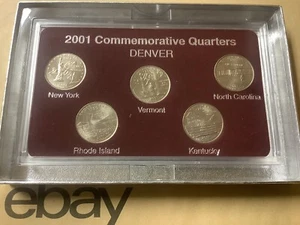 2001 Commemorative Quarters
DENVER
New York
Vermont
North Carolina
Rhode Island
Kentucky
ebay